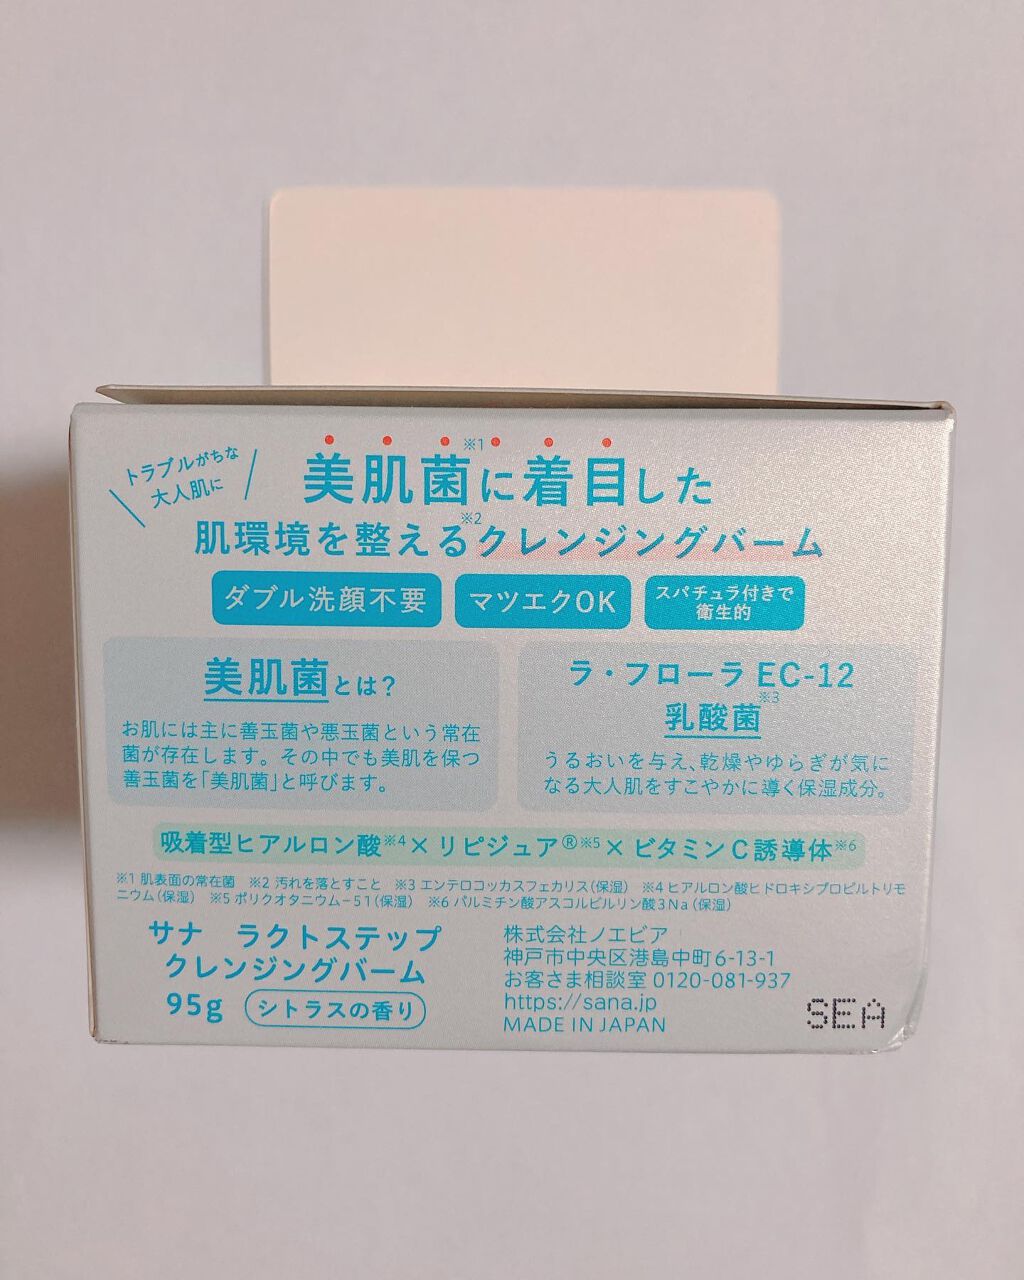 トラブルがちな
大人肌に
美肌菌※1に着目した
肌環境を整える※2クレンジングバーム
ダブル洗顔不要
マツエクOK
スパチュラ付きで
衛生的
美肌菌とは?
お肌には主に善玉菌や悪玉菌という常在
菌が存在します。その中でも美肌を保つ
善玉菌を「美肌菌」と呼びます。
ラ・フローラ EC-12
乳酸菌※3
うるおいを与え、乾燥やゆらぎが気に
なる大人肌をすこやかに導く保湿成分。
吸着型ヒアルロン酸※4×リピジュア®※5×ビタミンC誘導体※6
※1 肌表面の常在菌 ※2 汚れを落とすこと ※3 エンテロコッカスフェカリス(保湿) ※4 ヒアルロン酸ヒドロキシプロピルトリモ
ニウム(保湿) ※5 ポリクオタニウム-51(保湿) ※6 パルミチン酸アスコルビルリン酸3Na(保湿)
サナ ラクトステップ
クレンジングバーム
95g シトラスの香り
株式会社ノエビア
神戸市中央区港島中町6-13-1
お客さま相談室 0120-081-937
https://sana.jp
MADE IN JAPAN
SEA